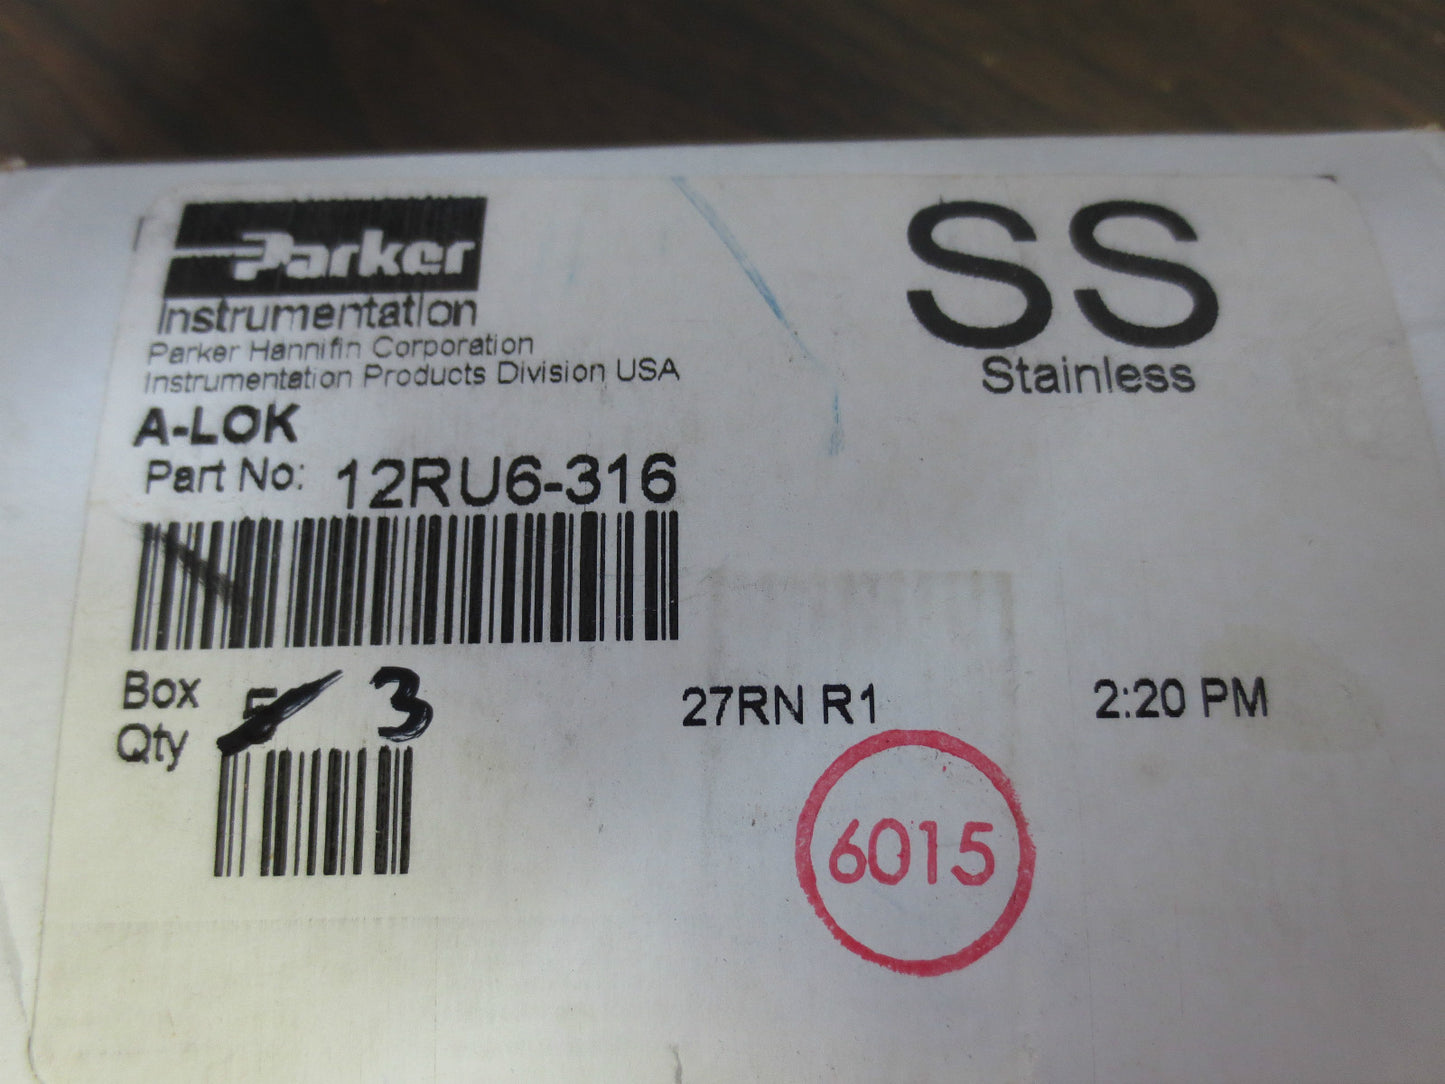 Parker
Instrumentation
Parker Hannifin Corporation
Instrumentation Products Division USA
SS
Stainless
A-LOK
Part No: 12RU6-316
Box Qty 5 3
27RN R1
2:20 PM
6015